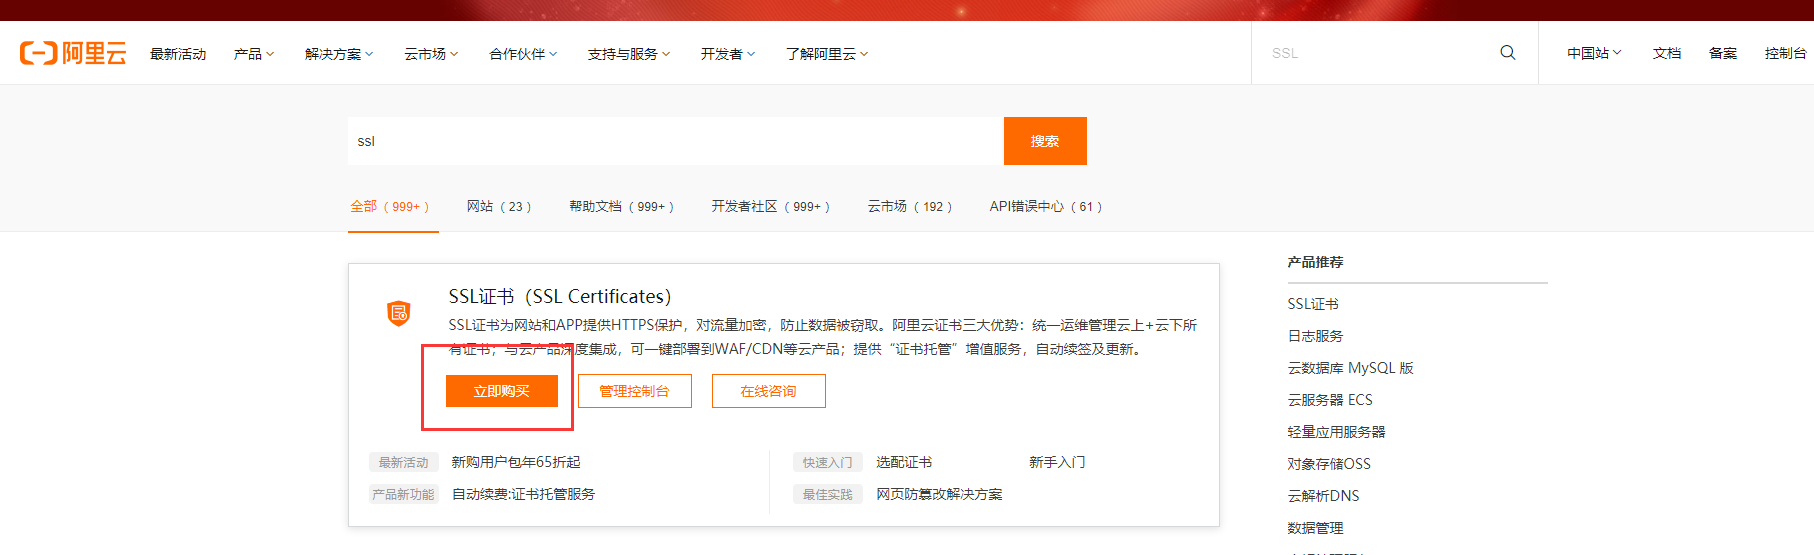 阿里云 最新活动 产品 解决方案 云市场 合作伙伴 支持与服务 开发者 了解阿里云 SSL 中国站 文档 备案 控制台
ssl 搜索
全部（999+） 网站（23） 帮助文档（999+） 开发者社区（999+） 云市场（192） API错误中心（61）
SSL证书（SSL Certificates）
SSL证书为网站和APP提供HTTPS保护，对流量加密，防止数据被窃取。阿里云证书三大优势：统一运维管理云上+云下所
有证书；与云产品深度集成，可一键部署到WAF/CDN等云产品；提供“证书托管”增值服务，自动续签及更新。
立即购买 管理控制台 在线咨询
最新活动 新购用户包年65折起 快速入门 选配证书 新手入门
产品新功能 自动续费:证书托管服务 最佳实践 网页防篡改解决方案
产品推荐
SSL证书
日志服务
云数据库 MySQL 版
云服务器 ECS
轻量应用服务器
对象存储OSS
云解析DNS
数据管理